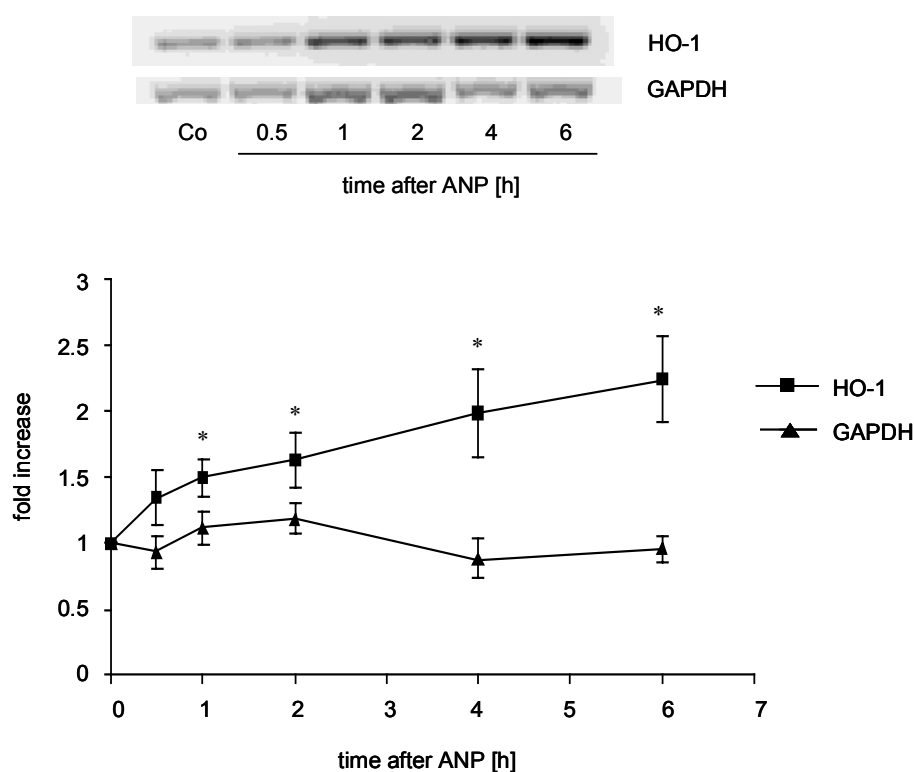 HO-1
GAPDH
Co 0.5 1 2 4 6
time after ANP [h]
3
2.5
2
1.5
1
0.5
0
fold increase
* * * *
HO-1
GAPDH
0 1 2 3 4 5 6 7
time after ANP [h]